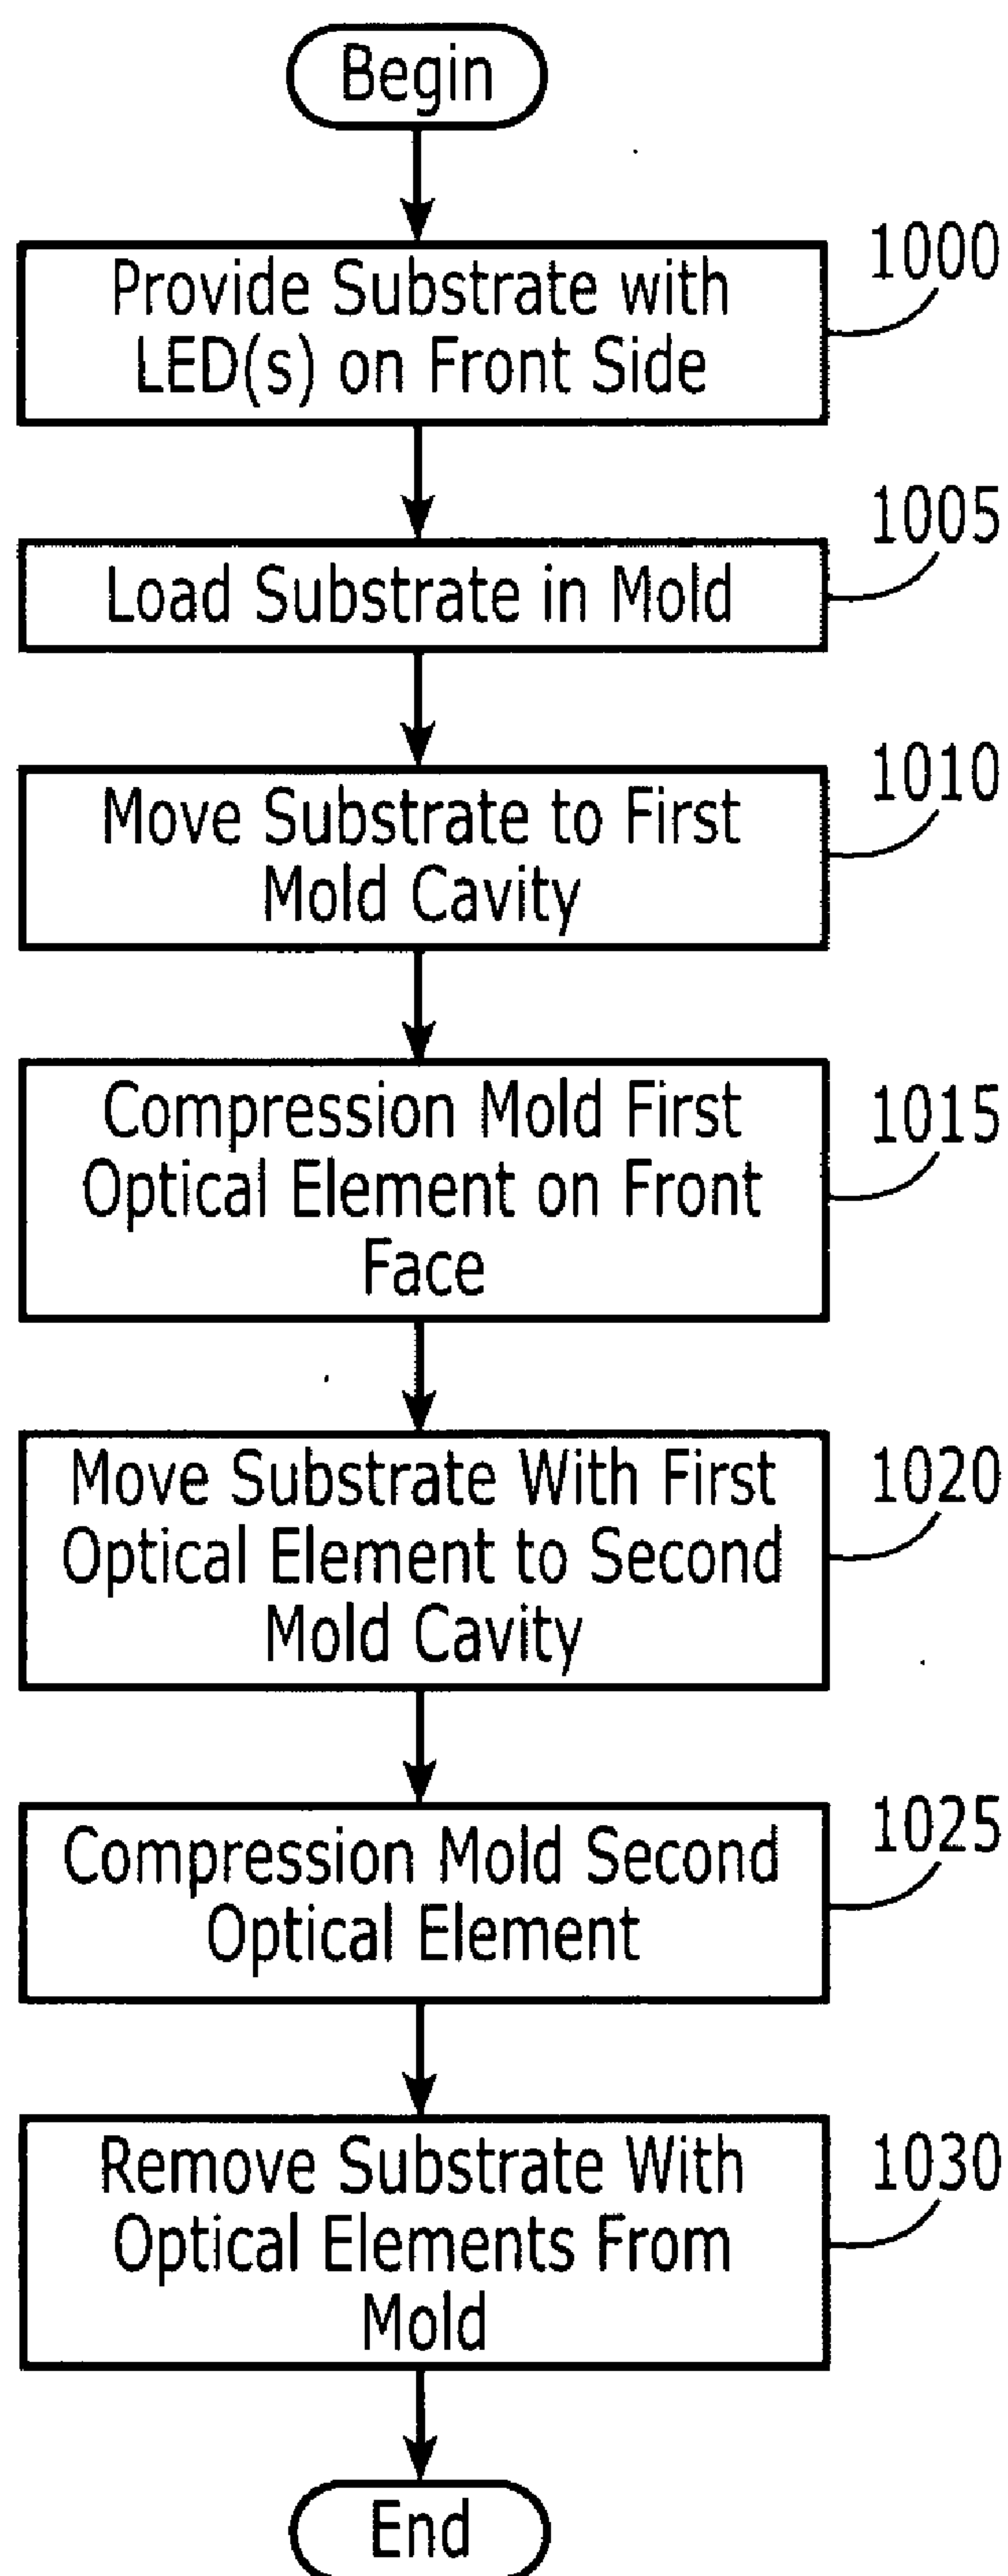 Begin
1000
Provide Substrate with
LED(s) on Front Side
1005
Load Substrate in Mold
1010
Move Substrate to First
Mold Cavity
1015
Compression Mold First
Optical Element on Front
Face
1020
Move Substrate With First
Optical Element to Second
Mold Cavity
1025
Compression Mold Second
Optical Element
1030
Remove Substrate With
Optical Elements From
Mold
End